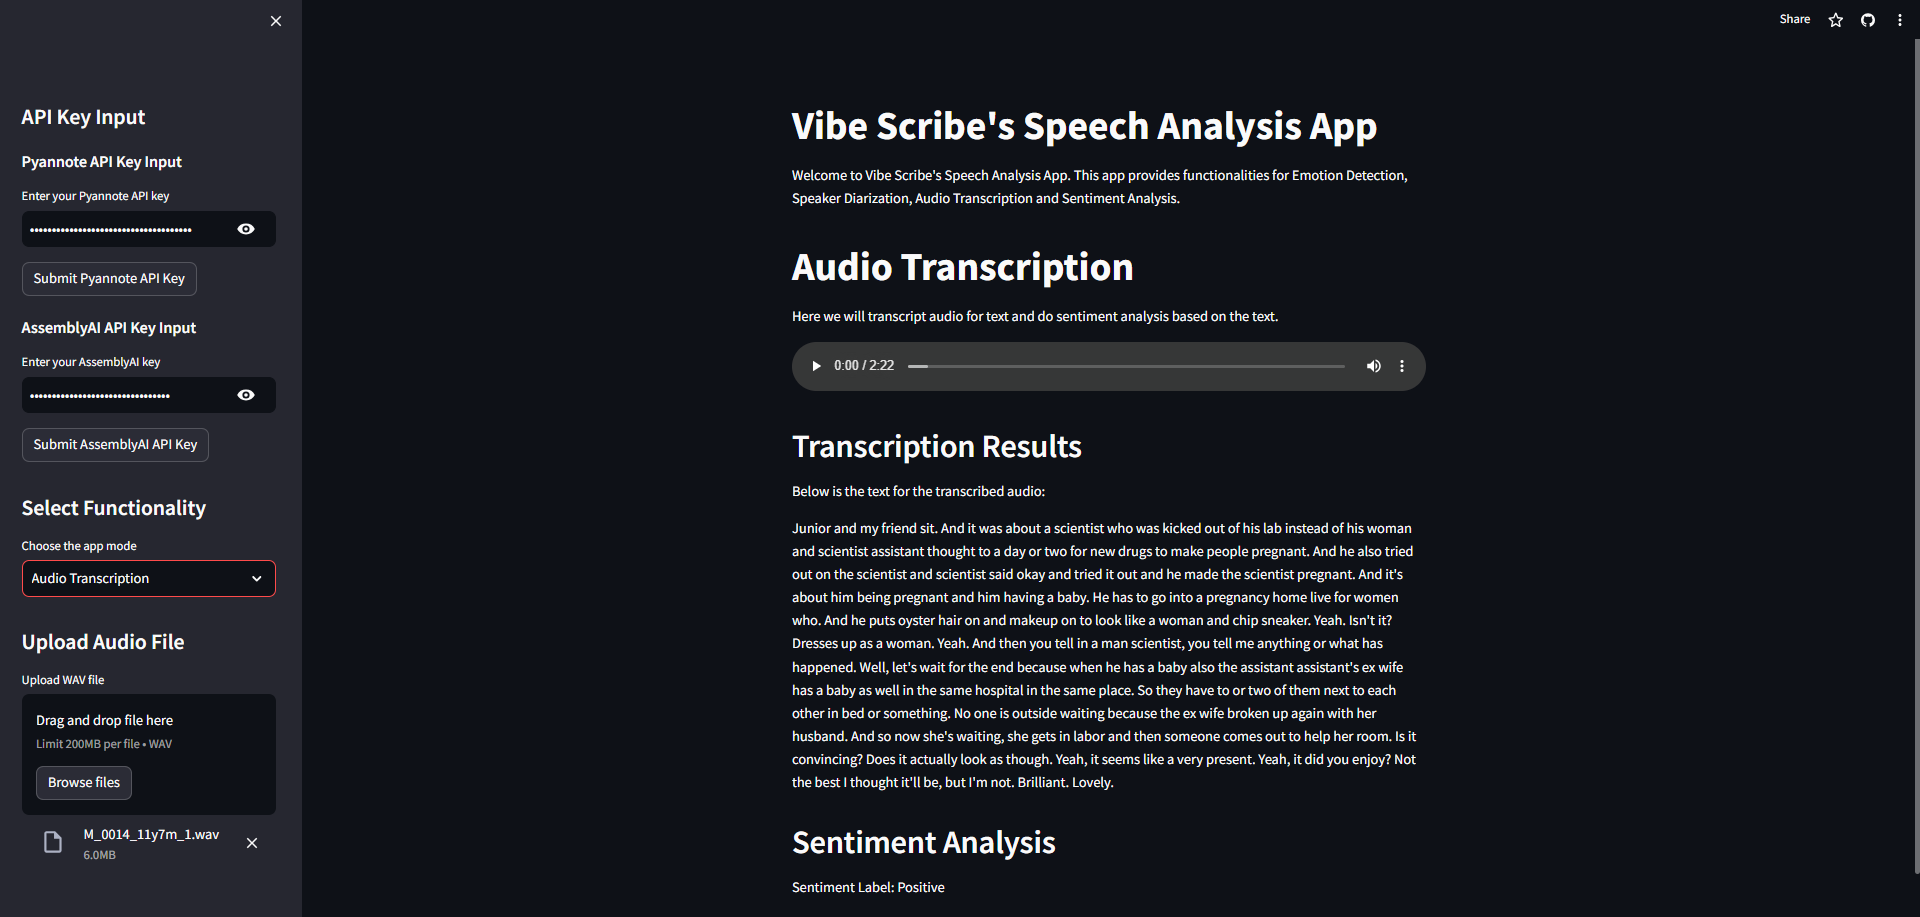 API Key Input
Pyannote API Key Input
Enter your Pyannote API key
Submit Pyannote API Key
AssemblyAI API Key Input
Enter your AssemblyAI key
Submit AssemblyAI API Key
Select Functionality
Choose the app mode
Audio Transcription
Upload Audio File
Upload WAV file
Drag and drop file here
Limit 200MB per file • WAV
Browse files
M_0014_11y7m_1.wav
6.0MB
Share
Vibe Scribe's Speech Analysis App
Welcome to Vibe Scribe's Speech Analysis App. This app provides functionalities for Emotion Detection,
Speaker Diarization, Audio Transcription and Sentiment Analysis.
Audio Transcription
Here we will transcript audio for text and do sentiment analysis based on the text.
0:00 / 2:22
Transcription Results
Below is the text for the transcribed audio:
Junior and my friend sit. And it was about a scientist who was kicked out of his lab instead of his woman
and scientist assistant thought to a day or two for new drugs to make people pregnant. And he also tried
out on the scientist and scientist said okay and tried it out and he made the scientist pregnant. And it's
about him being pregnant and him having a baby. He has to go into a pregnancy home live for women
who. And he puts oyster hair on and makeup on to look like a woman and chip sneaker. Yeah. Isn't it?
Dresses up as a woman. Yeah. And then you tell in a man scientist, you tell me anything or what has
happened. Well, let's wait for the end because when he has a baby also the assistant assistant's ex wife
has a baby as well in the same hospital in the same place. So they have to or two of them next to each
other in bed or something. No one is outside waiting because the ex wife broken up again with her
husband. And so now she's waiting, she gets in labor and then someone comes out to help her room. Is it
convincing? Does it actually look as though. Yeah, it seems like a very present. Yeah, it did you enjoy? Not
the best I thought it'll be, but I'm not. Brilliant. Lovely.
Sentiment Analysis
Sentiment Label: Positive